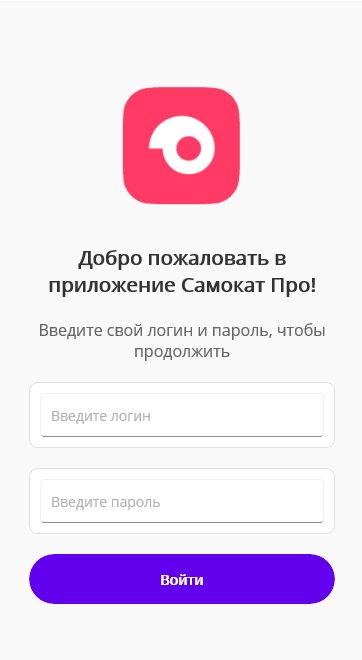 Добро пожаловать в
приложение Самокат Про!
Введите свой логин и пароль, чтобы
продолжить
Введите логин
Введите пароль
Войти